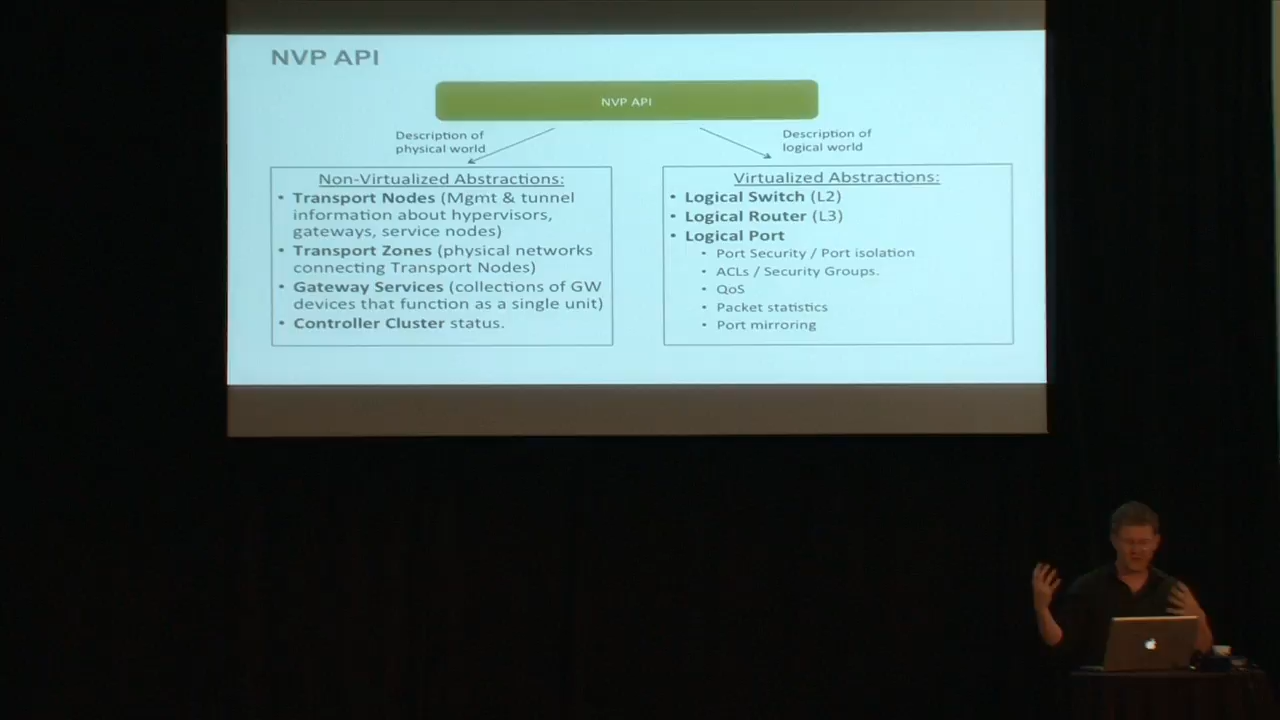 NVP API
NVP API
Description of
physical world
Description of
logical world
Non-Virtualized Abstractions:
• Transport Nodes (Mgmt & tunnel
information about hypervisors,
gateways, service nodes)
• Transport Zones (physical networks
connecting Transport Nodes)
• Gateway Services (collections of GW
devices that function as a single unit)
• Controller Cluster status.
Virtualized Abstractions:
• Logical Switch (L2)
• Logical Router (L3)
• Logical Port
• Port Security / Port isolation
• ACLs / Security Groups.
• QoS
• Packet statistics
• Port mirroring